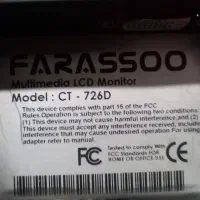 FARASSOO
Multimedia LCD Monitor
Model : CT - 726D
This device complies with part 15 of the FCC
Rules.Operation is subject to the following two conditions.
(1) This device may not cause harmful interference,and (2)
This device must accept any interference received, including
interference that may cause undesired operation.For using
adapter refer to manual.
FC
Tested to comply With
FCC Standards FOR
HOME OR OFFICE USE